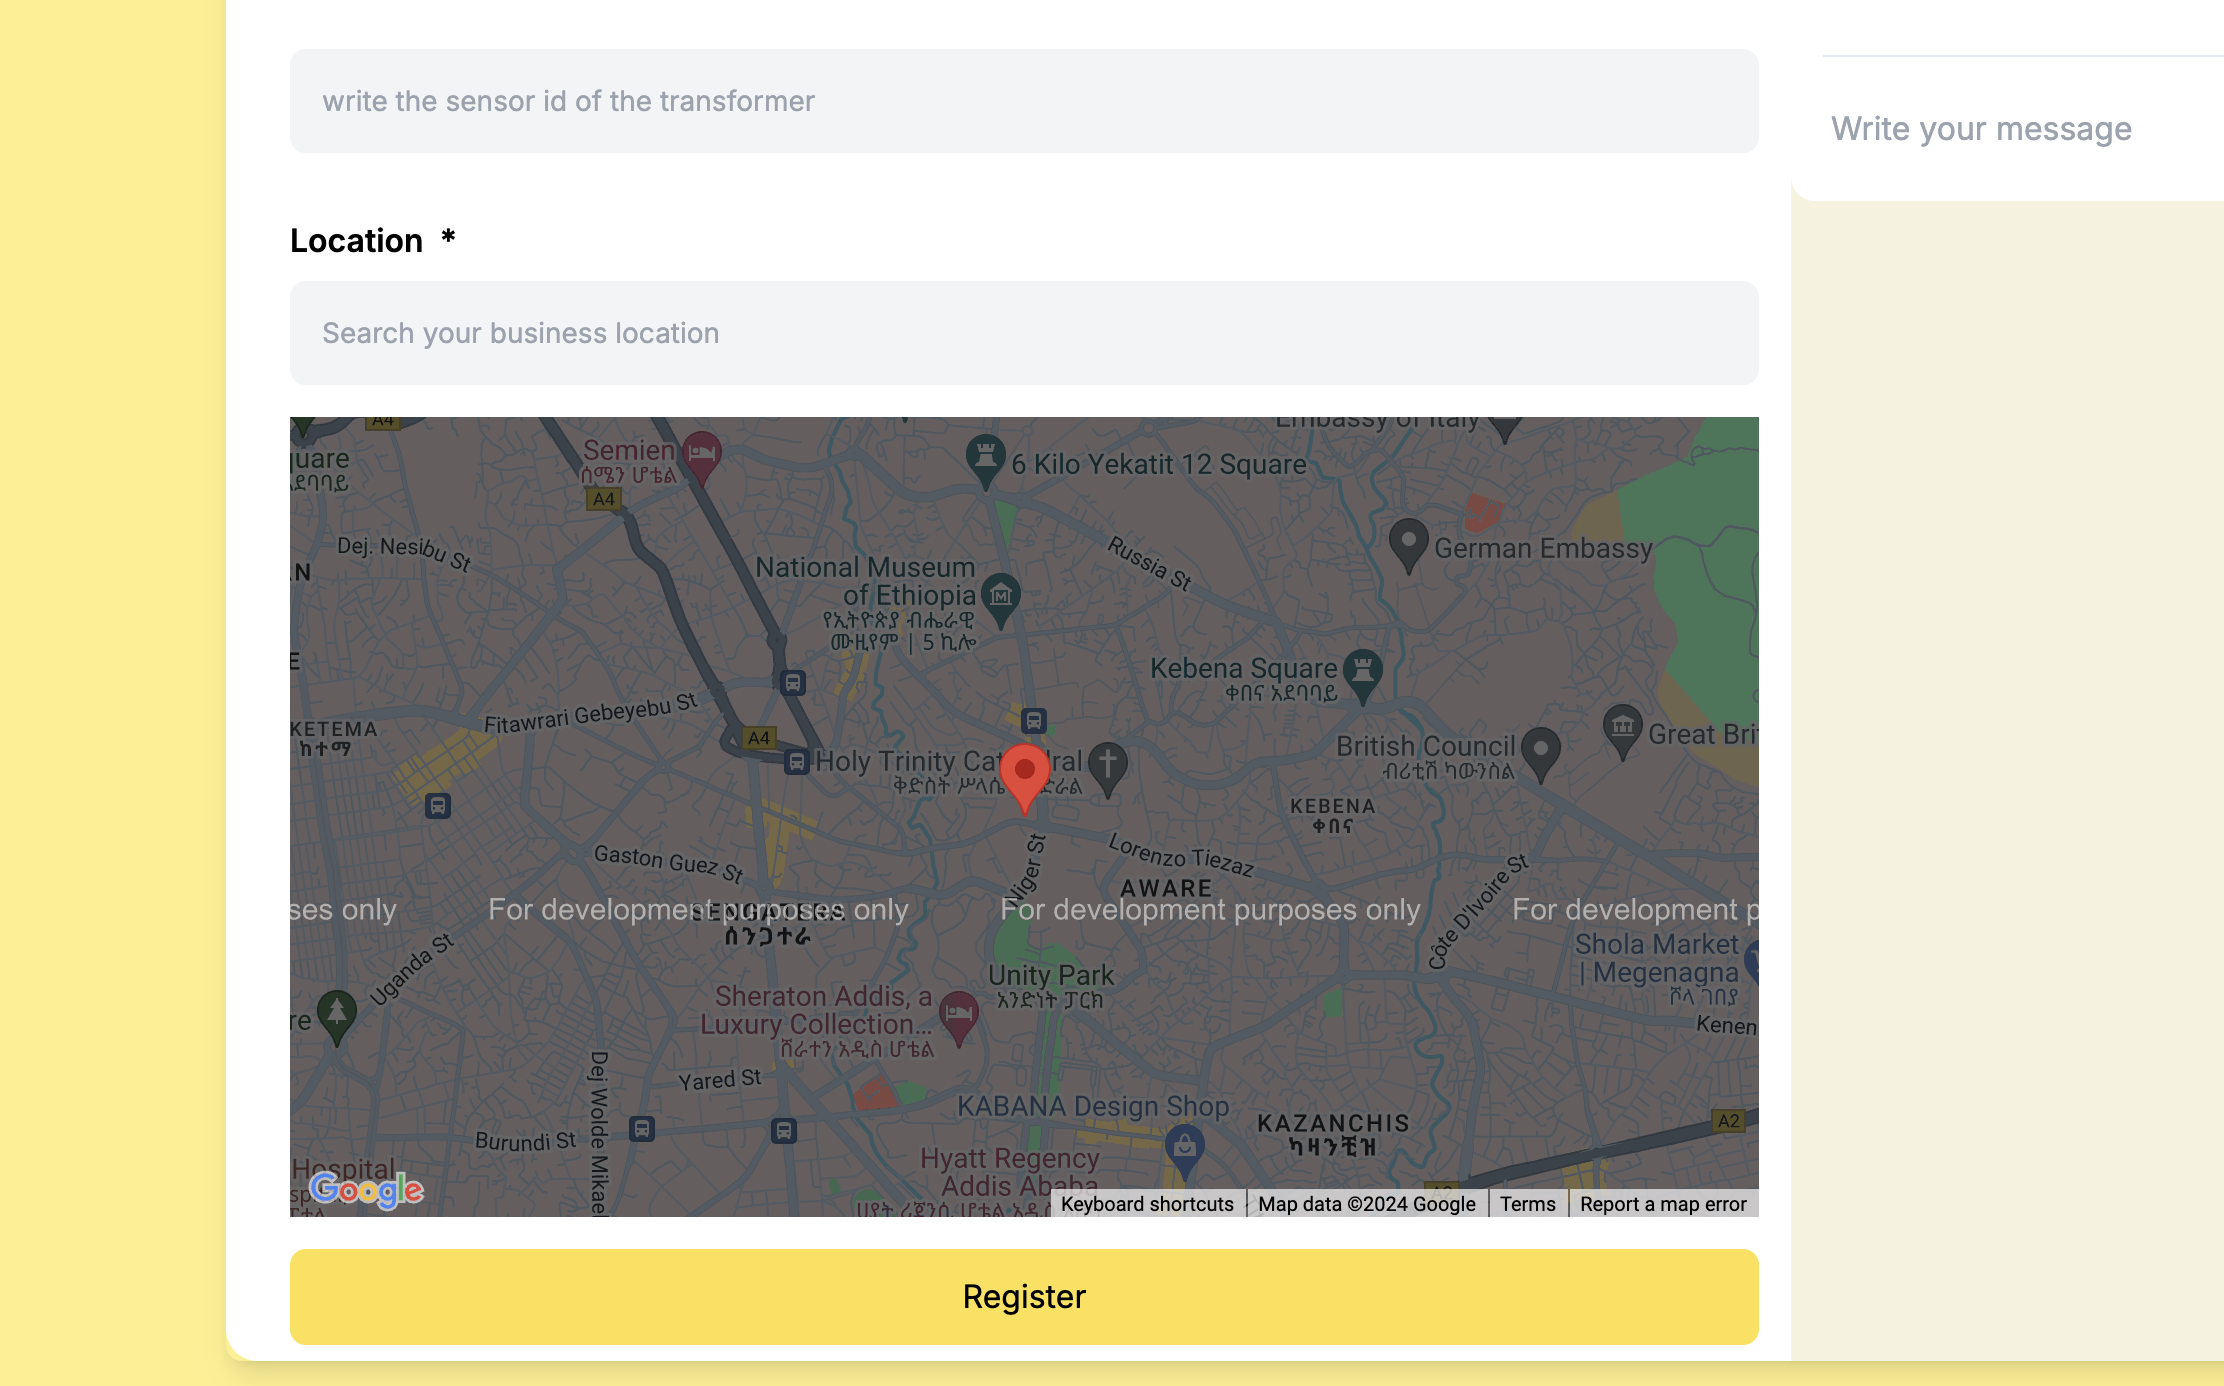 write the sensor id of the transformer
Write your message
Location *
Search your business location
A4
Embassy of Italy
Semien
ሰሜን ሆቴል
6 Kilo Yekatit 12 Square
uare
አደባባይ
A4
Dej. Nesibu St
Russia St
German Embassy
National Museum
of Ethiopia
የኢትዮጵያ ብሔራዊ
ሙዚየም | 5 ኪሎ
Kebena Square
ቀበና አደባባይ
KETEMA
ከተማ
Fitawrari Gebeyebu St
A4
Holy Trinity Cathedral
ቅድስት ሥላሴ
British Council
ብሪቲሽ ካውንስል
Great Bri
KEBENA
ቀበና
Gaston Guez St
Niger St
Lorenzo Tiezaz
AWARE
Côte D'Ivoire St
ses only
For development purposes only
For development purposes only
For development p
SENGATERA
ሰንጋተራ
Uganda St
Shola Market
| Megenagna
ሾላ ገበያ
Unity Park
አንድነት ፓርክ
Sheraton Addis, a
Luxury Collection...
ሸራተን አዲስ ሆቴል
re
Kenen
Yared St
Dej Wolde Mikael
KABANA Design Shop
KAZANCHIS
ካዛንቺዝ
A2
Burundi St
Hyatt Regency
Addis Ababa
Hospital
Google
A2
Keyboard shortcuts
Map data ©2024 Google
Terms
Report a map error
Register